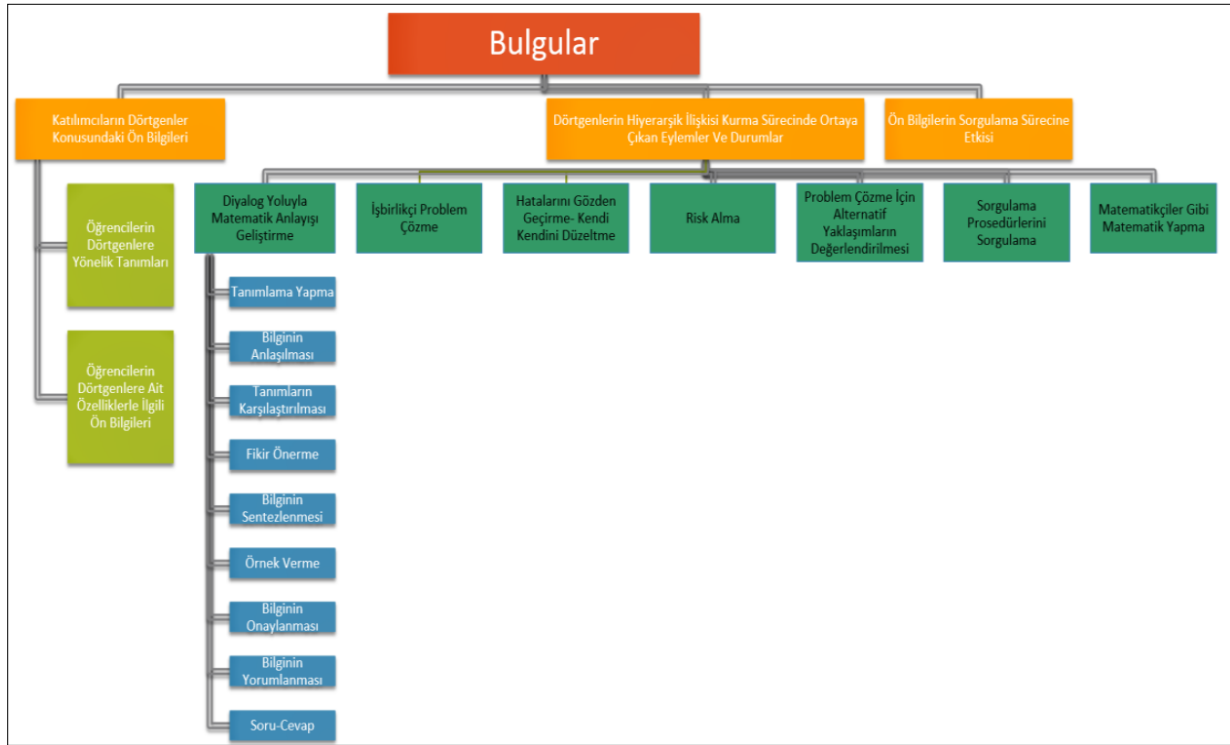 Bulgular
Katılımcıların Dörtgenler
Konusundaki Ön Bilgileri
Dörtgenlerin Hiyerarşik İlişkisi Kurma Sürecinde Ortaya
Çıkan Eylemler Ve Durumlar
Ön Bilgilerin Sorgulama Sürecine
Etkisi
Öğrencilerin
Dörtgenlere
Yönelik Tanımları
Öğrencilerin
Dörtgenlere Ait
Özelliklerle İlgili
Ön Bilgileri
Diyalog Yoluyla
Matematik Anlayışı
Geliştirme
İşbirlikçi Problem
Çözme
Hatalarını Gözden
Geçirme- Kendi
Kendini Düzeltme
Risk Alma
Problem Çözme İçin
Alternatif
Yaklaşımların
Değerlendirilmesi
Sorgulama
Prosedürlerini
Sorgulama
Matematikçiler Gibi
Matematik Yapma
Tanımlama Yapma
Bilginin
Anlaşılması
Tanımların
Karşılaştırılması
Fikir Önerme
Bilginin
Sentezlenmesi
Örnek Verme
Bilginin
Onaylanması
Bilginin
Yorumlanması
Soru-Cevap